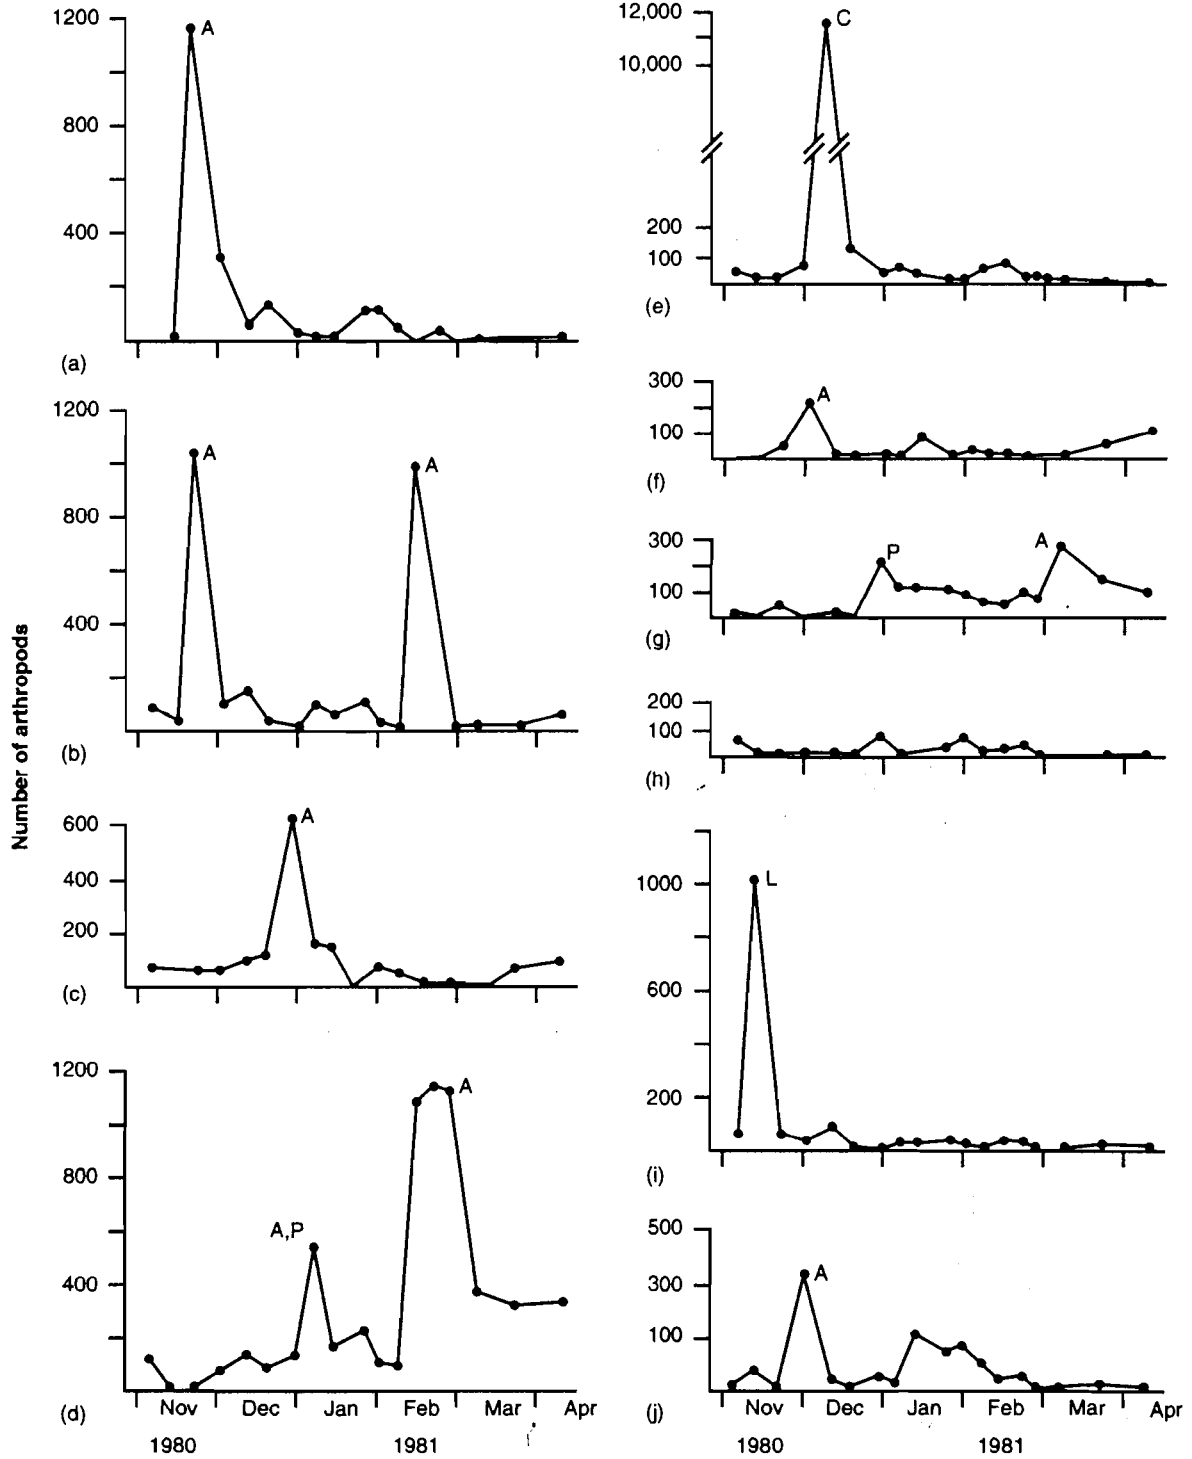 Number of arthropods
1200
800
400
A
(a)
1200
800
400
A
A
(b)
600
400
200
A
(c)
1200
800
400
A,P
A
(d)
Nov Dec Jan Feb Mar Apr
1980 1981
12,000
10,000
200
100
C
(e)
300
100
A
(f)
300
100
P
A
(g)
200
100
(h)
1000
600
200
L
(i)
500
300
100
A
(j)
Nov Dec Jan Feb Mar Apr
1980 1981